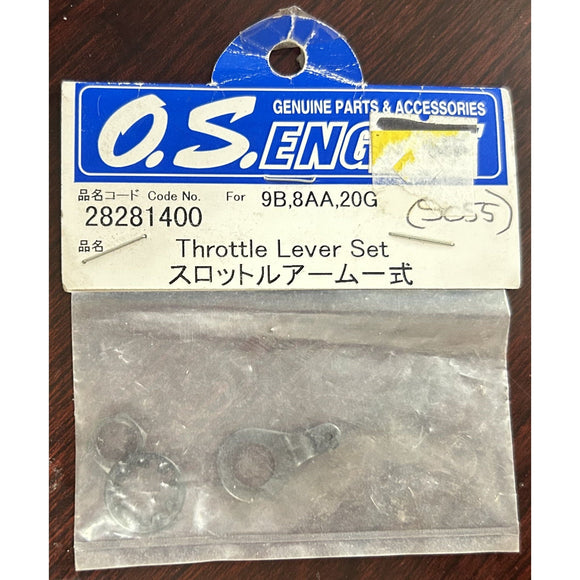 GENUINE PARTS & ACCESSORIES
O.S.ENG
品名コード Code No. For 9B,8AA,20G
28281400
(SC55)
品名 Throttle Lever Set
スロットルアーム一式